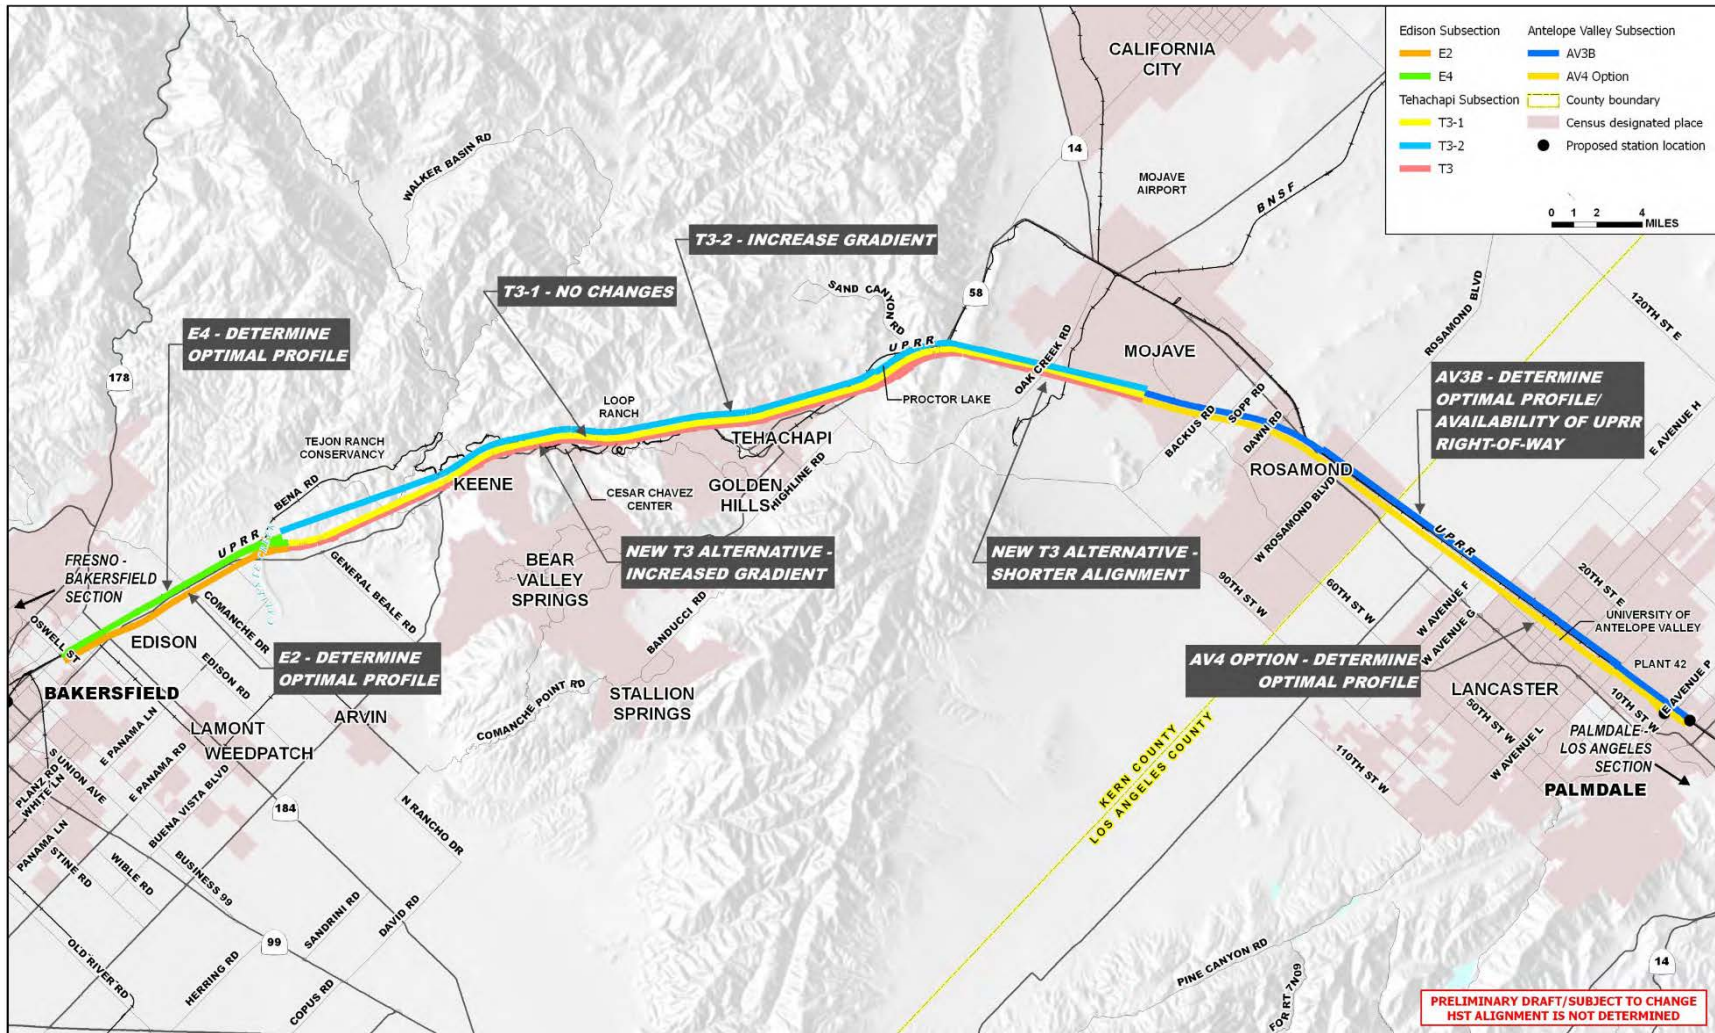 CALIFORNIA
CITY
Edison Subsection
E2
E4
Tehachapi Subsection
T3-1
T3-2
T3
Antelope Valley Subsection
AV3B
AV4 Option
County boundary
Census designated place
Proposed station location
0 1 2 4
MILES
14
MOJAVE
AIRPORT
BNSF
WALKER BASIN RD
T3-2 - INCREASE GRADIENT
T3-1 - NO CHANGES
SAND CANYON RD
58
UPRR
E4 - DETERMINE
OPTIMAL PROFILE
178
OAK CREEK RD
MOJAVE
ROSAMOND BLVD
120TH ST E
E AVENUE H
AV3B - DETERMINE
OPTIMAL PROFILE/
AVAILABILITY OF UPRR
RIGHT-OF-WAY
PROCTOR LAKE
LOOP
RANCH
TEJON RANCH
CONSERVANCY
TEHACHAPI
BACKUS RD
SOPP RD
DAWN RD
ROSAMOND
BENA RD
KEENE
CESAR CHAVEZ
CENTER
GOLDEN
HILLS
HIGHLINE RD
W ROSAMOND BLVD
UPRR
UPRR
FRESNO -
BAKERSFIELD
SECTION
GENERAL BEALE RD
BEAR
VALLEY
SPRINGS
NEW T3 ALTERNATIVE -
INCREASED GRADIENT
NEW T3 ALTERNATIVE -
SHORTER ALIGNMENT
90TH ST W
60TH ST W
W AVENUE F
W AVENUE G
20TH ST E
UNIVERSITY OF
ANTELOPE VALLEY
OSWELL ST
EDISON
COMANCHE DR
EDISON RD
E2 - DETERMINE
OPTIMAL PROFILE
BANDUCCI RD
AV4 OPTION - DETERMINE
OPTIMAL PROFILE
PLANT 42
E AVENUE P
BAKERSFIELD
COMANCHE POINT RD
STALLION
SPRINGS
LANCASTER
10TH ST W
50TH ST W
W AVENUE L
PALMDALE -
LOS ANGELES
SECTION
LAMONT
WEEDPATCH
ARVIN
E PANAMA LN
E PANAMA RD
S UNION AVE
PLANZ RD
WHITE LN
PANAMA LN
STINE RD
WIBLE RD
BUENA VISTA BLVD
BUSINESS 99
184
N RANCHO DR
KERN COUNTY
LOS ANGELES COUNTY
110TH ST W
PALMDALE
99
SANDRINI RD
DAVID RD
OLD RIVER RD
HERRING RD
COPUS RD
PINE CANYON RD
FOR RT 7N09
14
PRELIMINARY DRAFT/SUBJECT TO CHANGE
HST ALIGNMENT IS NOT DETERMINED